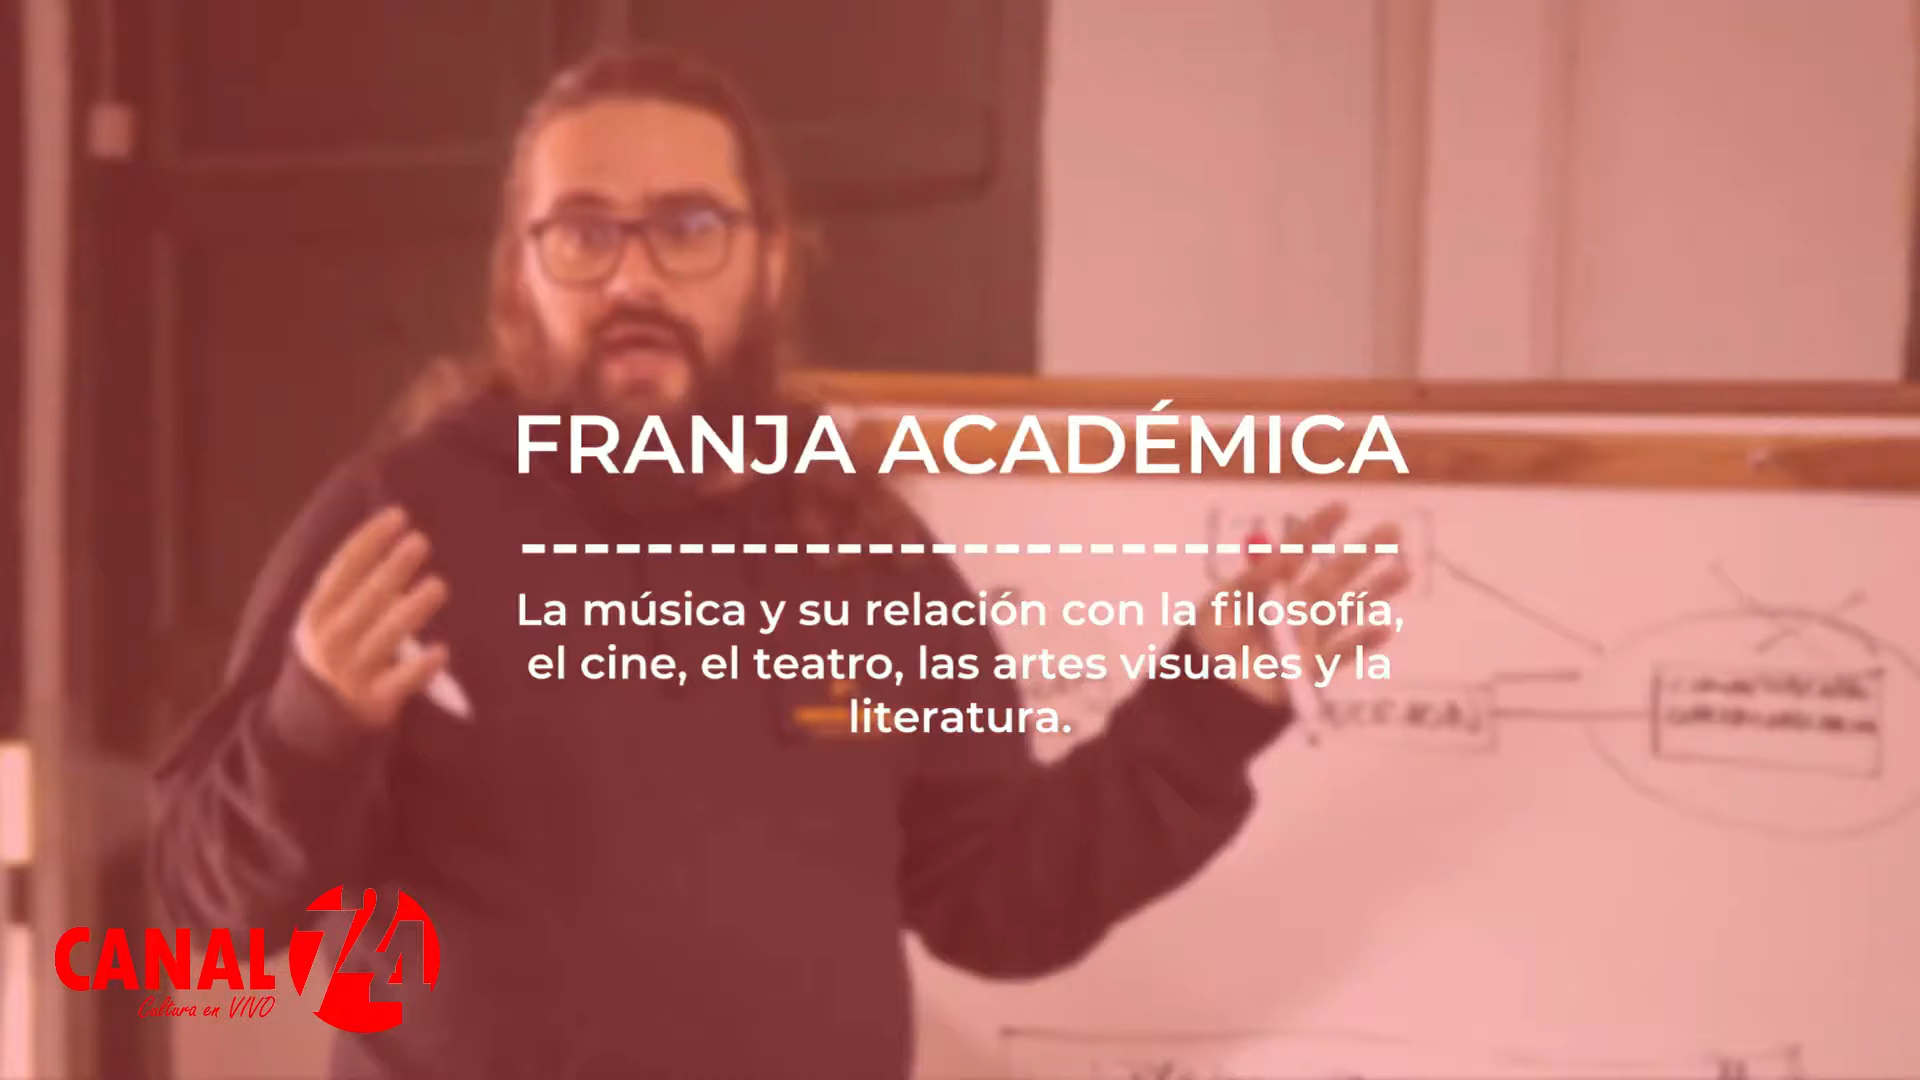 FRANJA ACADÉMICA
La música y su relación con la filosofía,
el cine, el teatro, las artes visuales y la
literatura.
CANAL 74
Cultura en VIVO